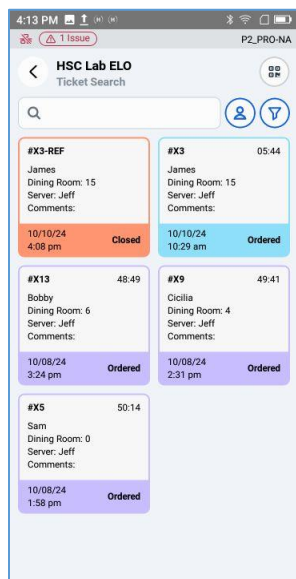 4:13 PM
1 Issue
P2_PRO-NA
HSC Lab ELO
Ticket Search
#X3-REF
James
Dining Room: 15
Server: Jeff
Comments:
10/10/24
4:08 pm
Closed
#X3 05:44
James
Dining Room: 15
Server: Jeff
Comments:
10/10/24
10:29 am
Ordered
#X13 48:49
Bobby
Dining Room: 6
Server: Jeff
Comments:
10/08/24
3:24 pm
Ordered
#X9 49:41
Cicilia
Dining Room: 4
Server: Jeff
Comments:
10/08/24
2:31 pm
Ordered
#X5 50:14
Sam
Dining Room: 0
Server: Jeff
Comments:
10/08/24
1:58 pm
Ordered